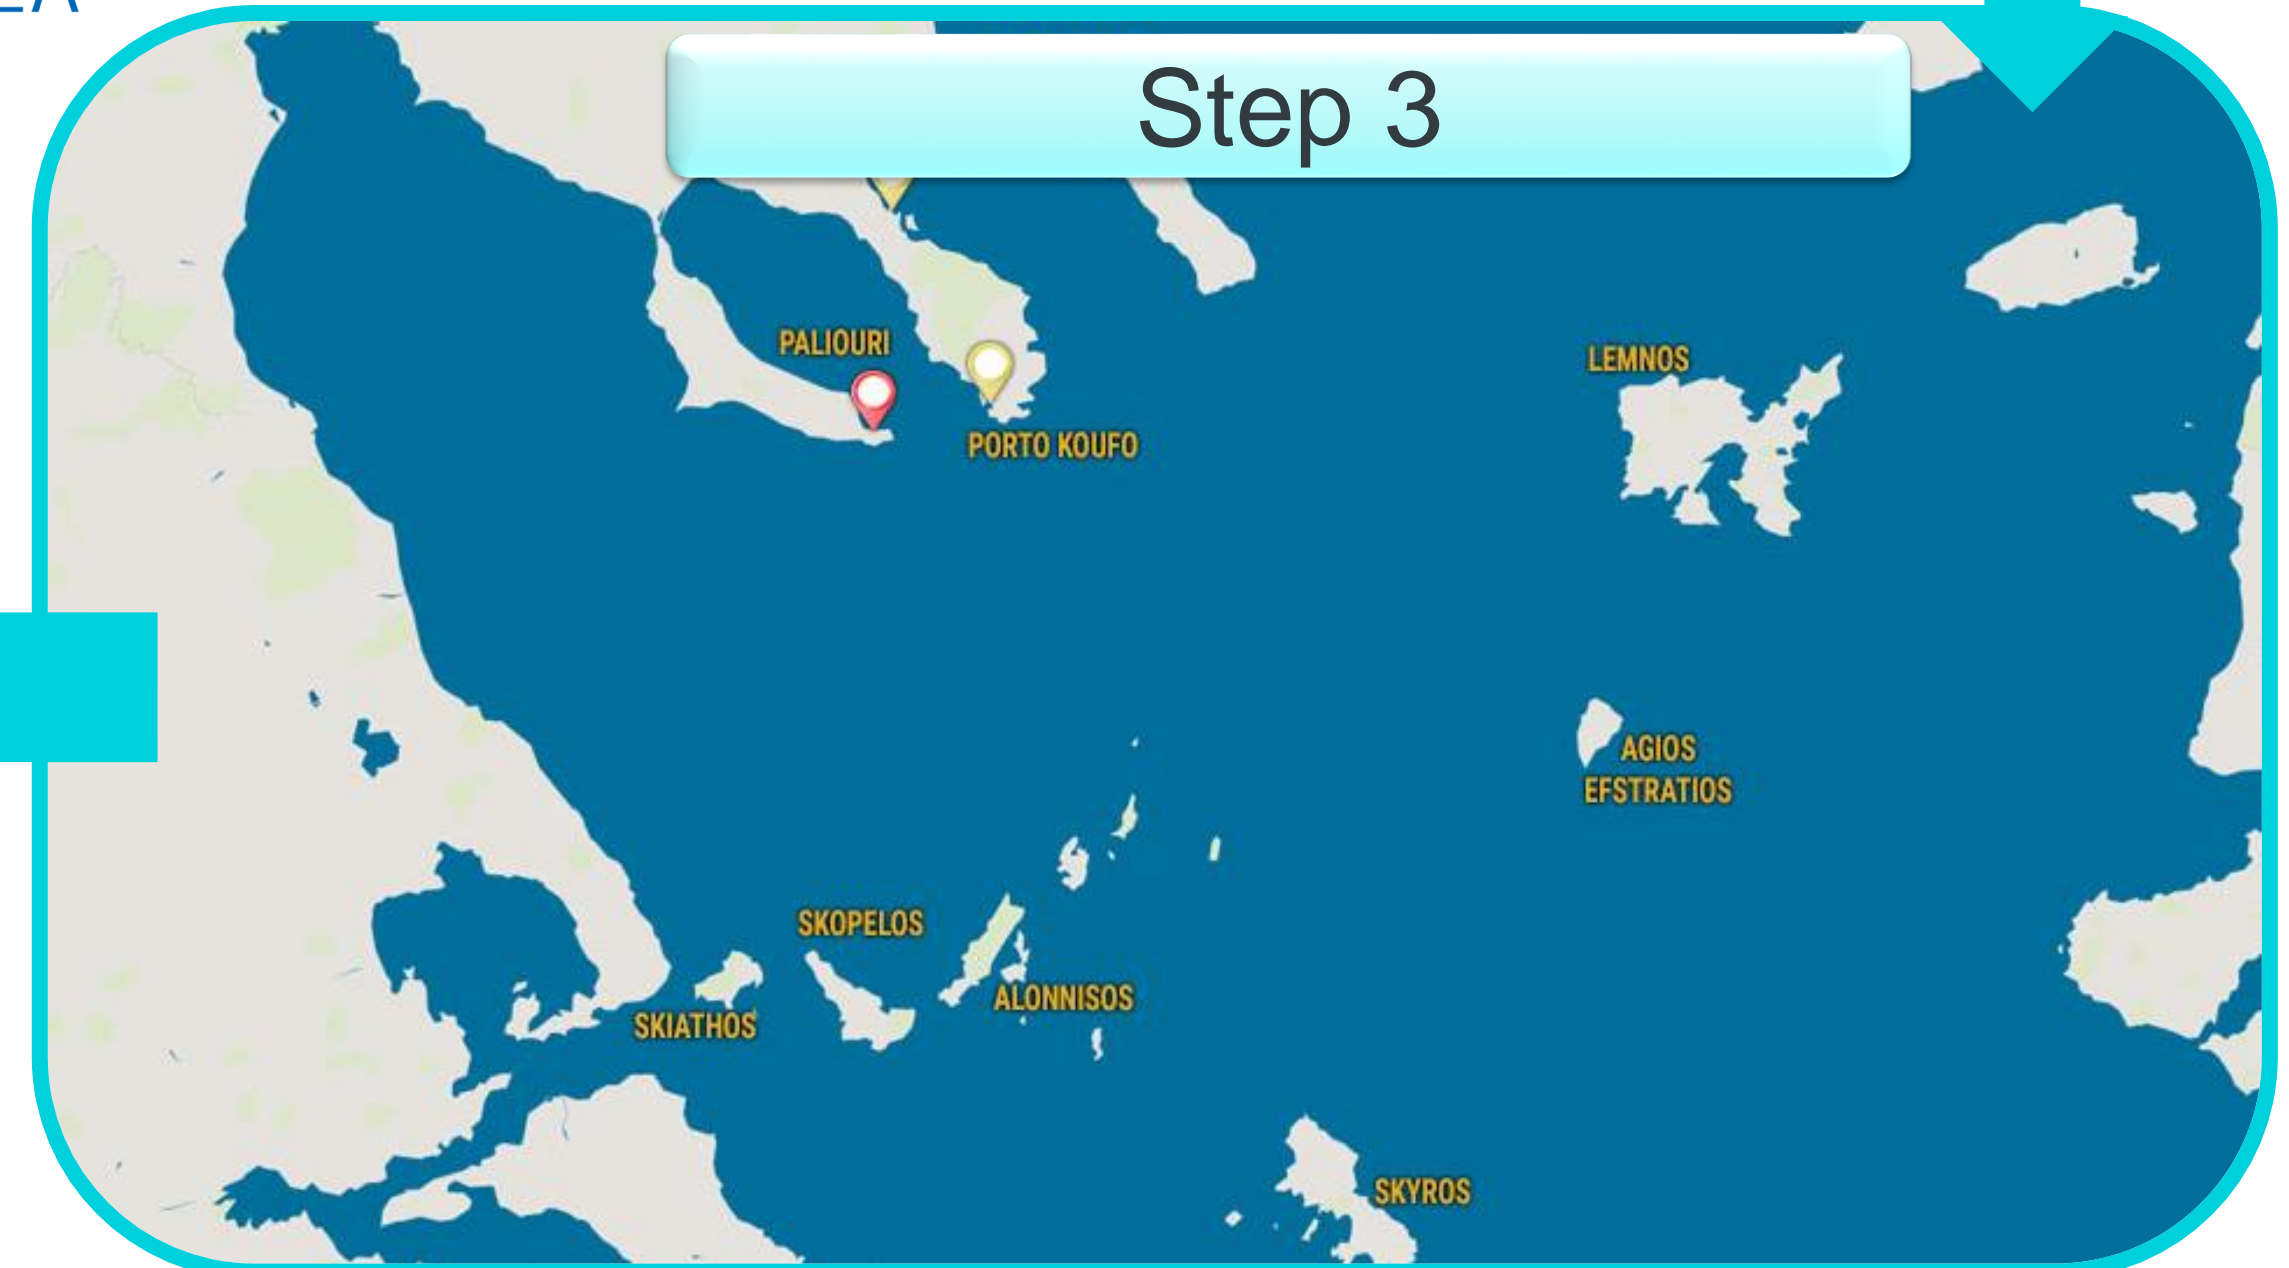 Step 3
PALIOURI
LEMNOS
PORTO KOUFO
AGIOS
EFSTRATIOS
SKOPELOS
ALONNISOS
SKIATHOS
SKYROS